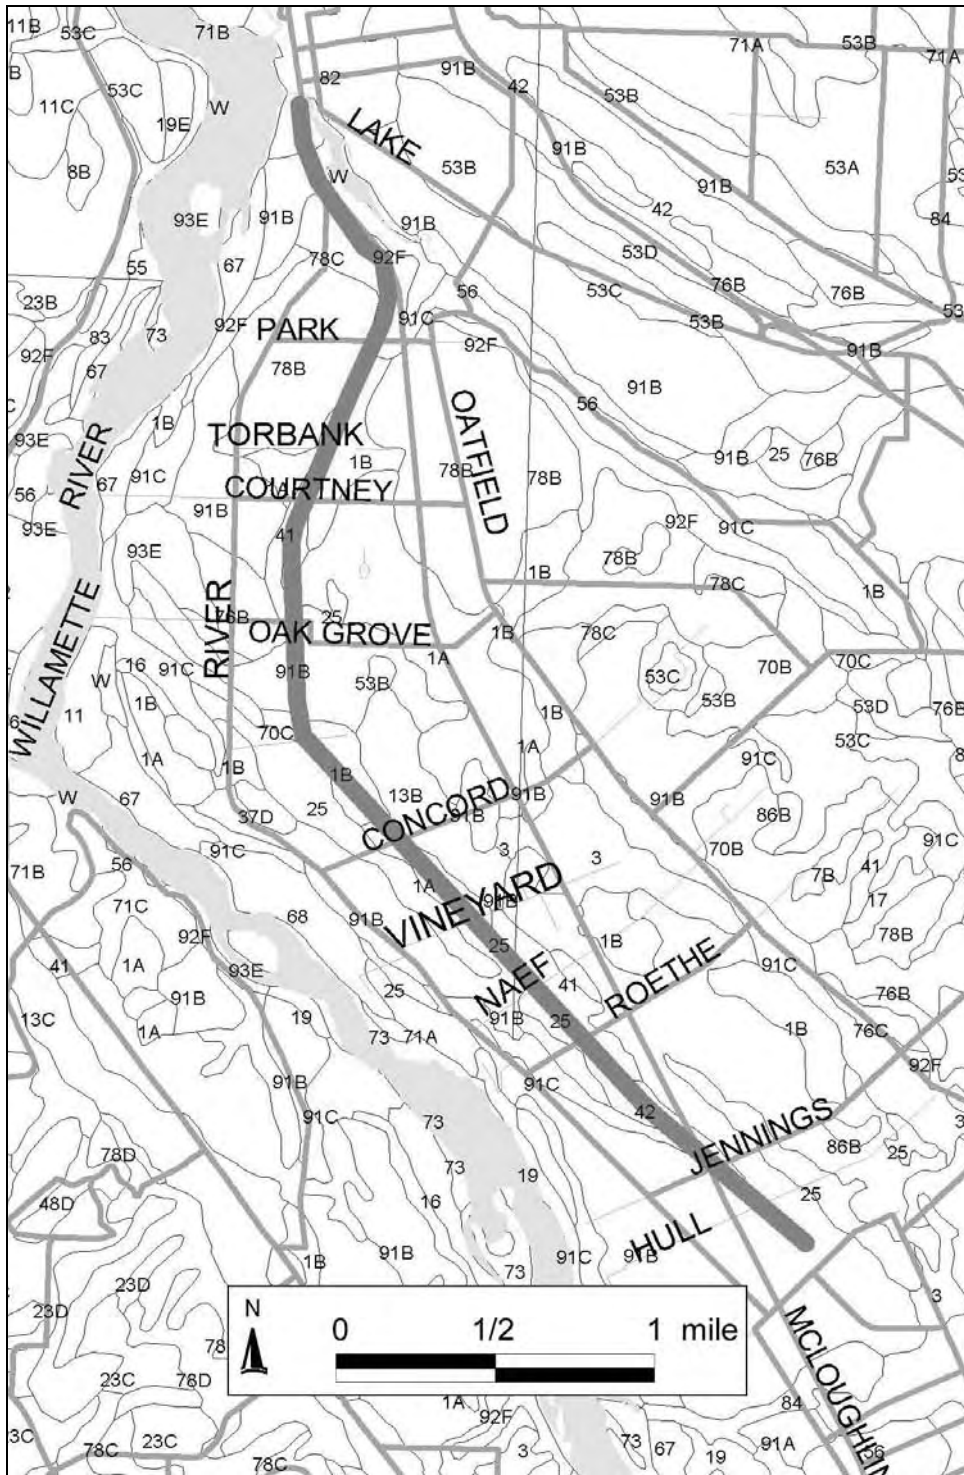 11B 53C 71B 71A 53B 71A
B 53C 82 91B 42 53B
11C W 19E LAKE
8B 91B 53B 53A 53
W 91B
93E 91B 91B 42 84
78C 92F 53D
55 67 76B
23B 56 53C 76B
83 73 92F PARK 91C 53B 53
92F 92F 91B
67 78B 91B
1B OATFIELD 56
93E TORBANK
RIVER 1B 78B 78B 91B 25 76B
56 67 91C COURTNEY
93E 91B 92F 91C
93E 41 78B
1B 78C 1B
RIVER 76B 25
OAK GROVE 1B 78C
WILLAMETTE 16 91C 91B 1A 70B 70C
W 53B 53C
11 1B 53B 53D 76B
6 70C 1B 53C
1A 1B 1B 1A 91C 8
W 67 13B 91B 91B
37D 25 CONCORD 91B 86B
91C 3 3 70B 91C
71B 56 1A 7B 41
71C 91B VINEYARD 91B 17
68 78B
92F 25 1B
41 1A 93E NAEF ROETHE 91C
91B 25 41 76B
13C 19 91B 25
1A 73 71A 1B 76C
91B 91C 92F
91C 73 42 3
JENNINGS 86B 25
78D 73 19
48D 16 25
HULL
1B 91B 91C 91B
23D 73
3
23D N
0 1/2 1 mile
78 MCLOUGHLIN
23C 78D
1A 84
92F
3C 23C 73 91A 56
78C 78C 3 67 19